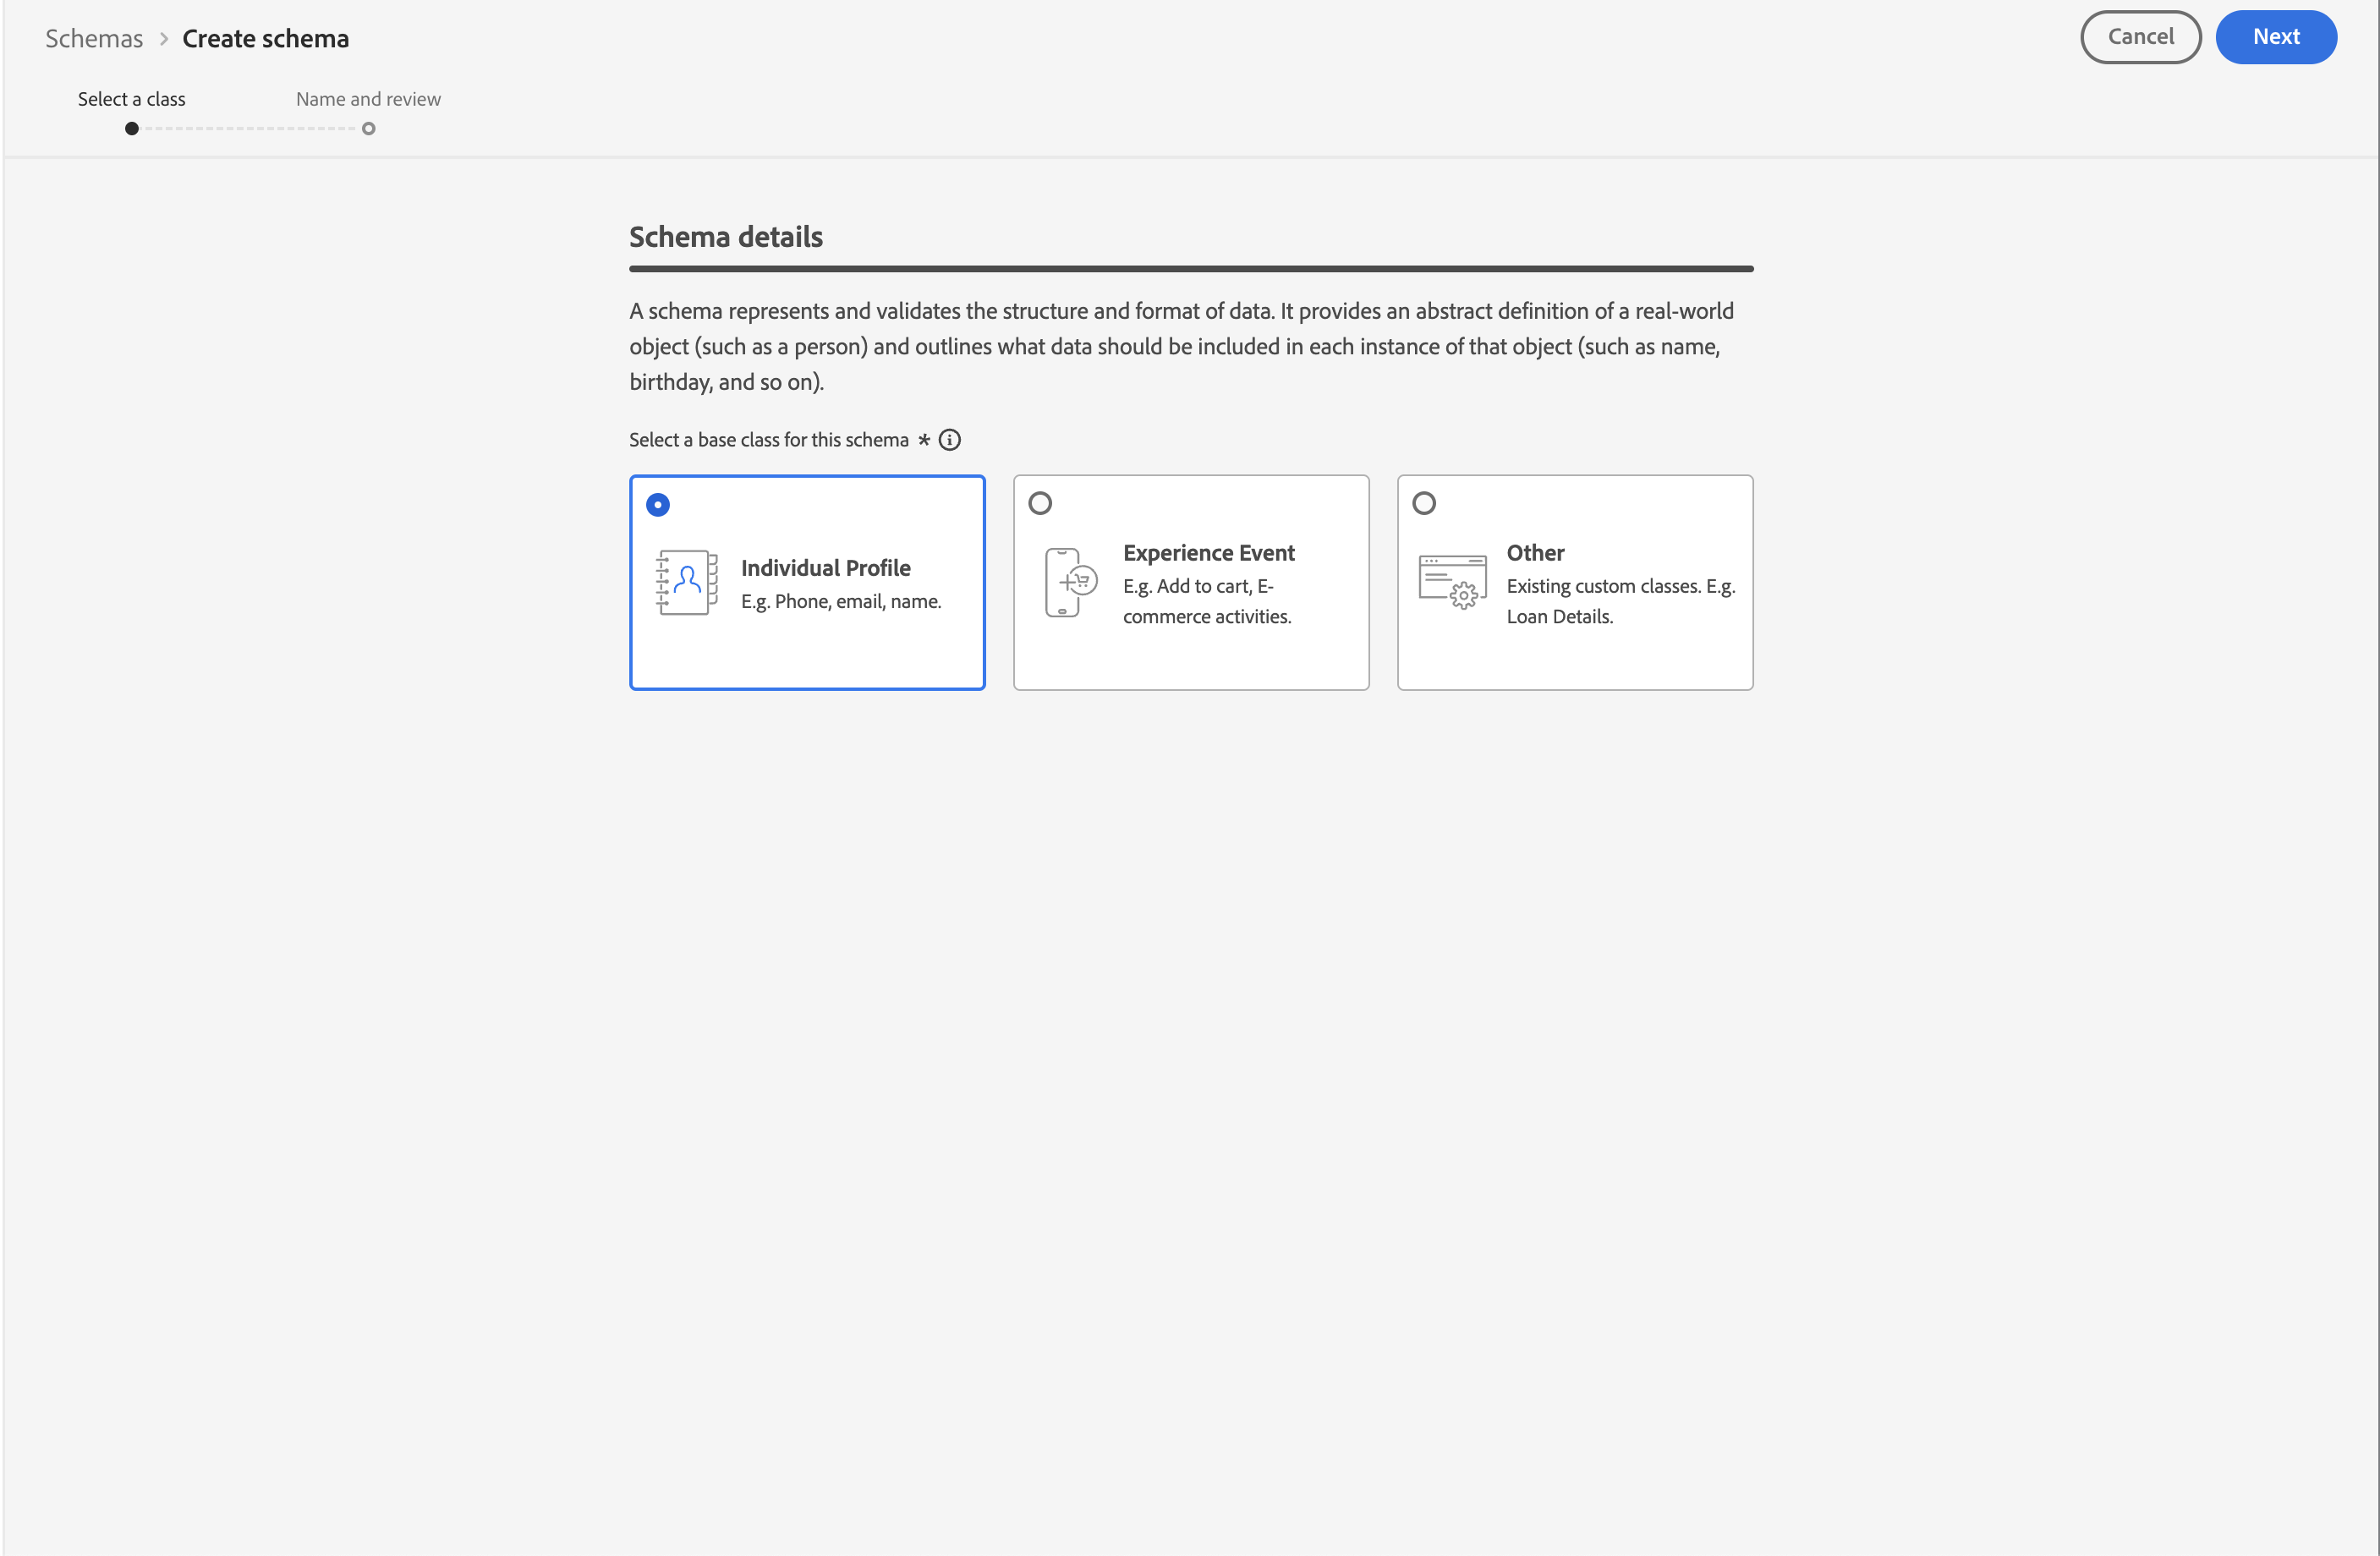 Schemas > Create schema
Cancel
Next
Select a class
Name and review
Schema details
A schema represents and validates the structure and format of data. It provides an abstract definition of a real-world
object (such as a person) and outlines what data should be included in each instance of that object (such as name,
birthday, and so on).
Select a base class for this schema *
Individual Profile
E.g. Phone, email, name.
Experience Event
E.g. Add to cart, E-
commerce activities.
Other
Existing custom classes. E.g.
Loan Details.